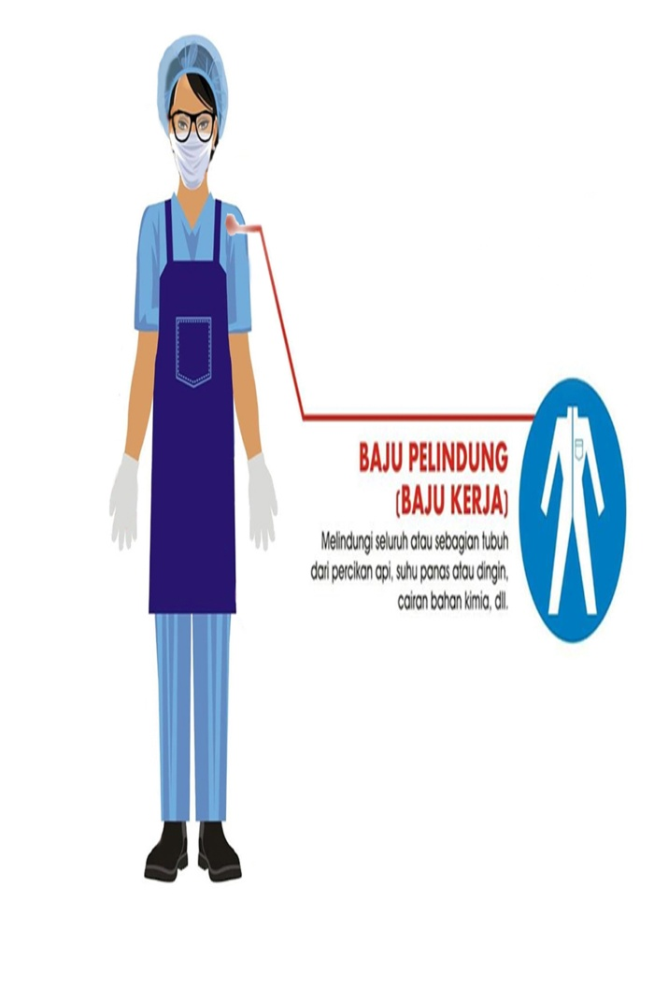 BAJU PELINDUNG
(BAJU KERJA)
Melindungi seluruh atau sebagian tubuh
dari percikan api, suhu panas atau dingin,
cairan bahan kimia, dll.